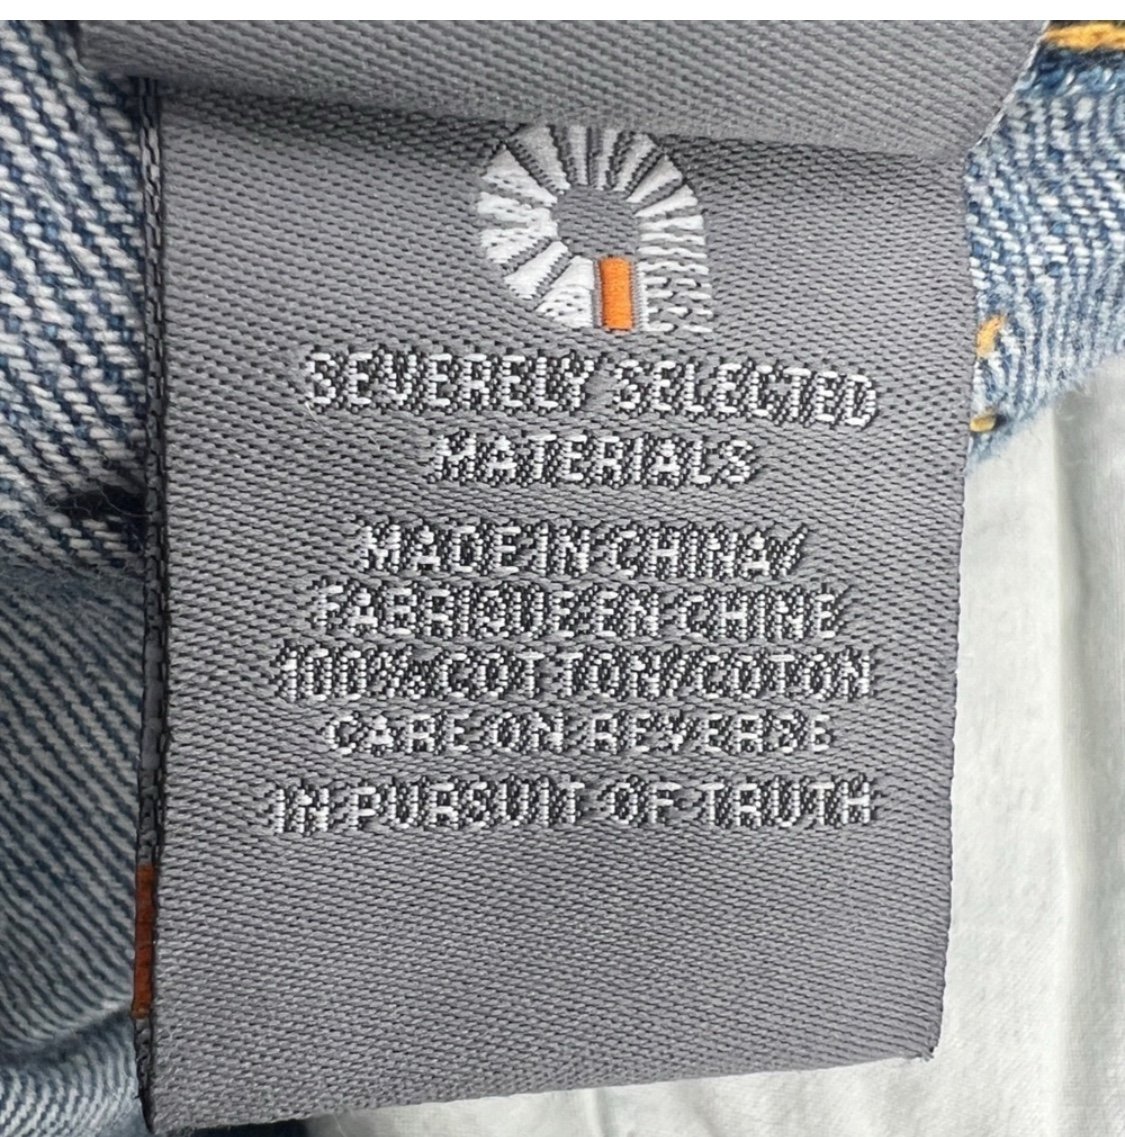 SEVERELY SELECTED
MATERIALS
MADE IN CHINA/
FABRIQUE EN CHINE
100% COTTON/COTON
CARE ON REVERSE
IN PURSUIT OF TRUTH